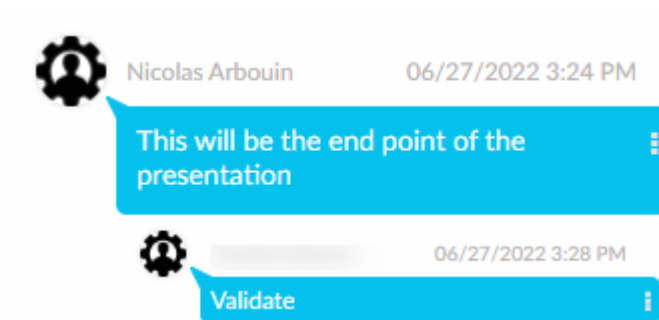 Nicolas Arbouin 06/27/2022 3:24 PM
This will be the end point of the
presentation
06/27/2022 3:28 PM
Validate